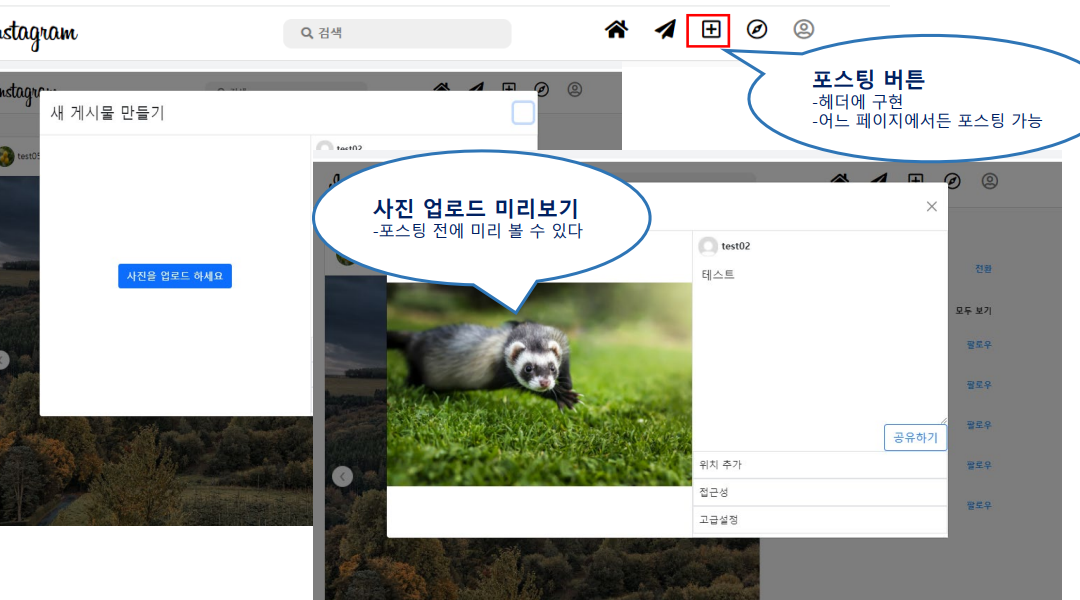 nstagram
검색
포스팅 버튼
-헤더에 구현
-어느 페이지에서든 포스팅 가능
새 게시물 만들기
test02
사진 업로드 미리보기
-포스팅 전에 미리 볼 수 있다
test02
테스트
사진을 업로드 하세요
전환
모두 보기
팔로우
팔로우
팔로우
팔로우
팔로우
공유하기
위치 추가
접근성
고급설정